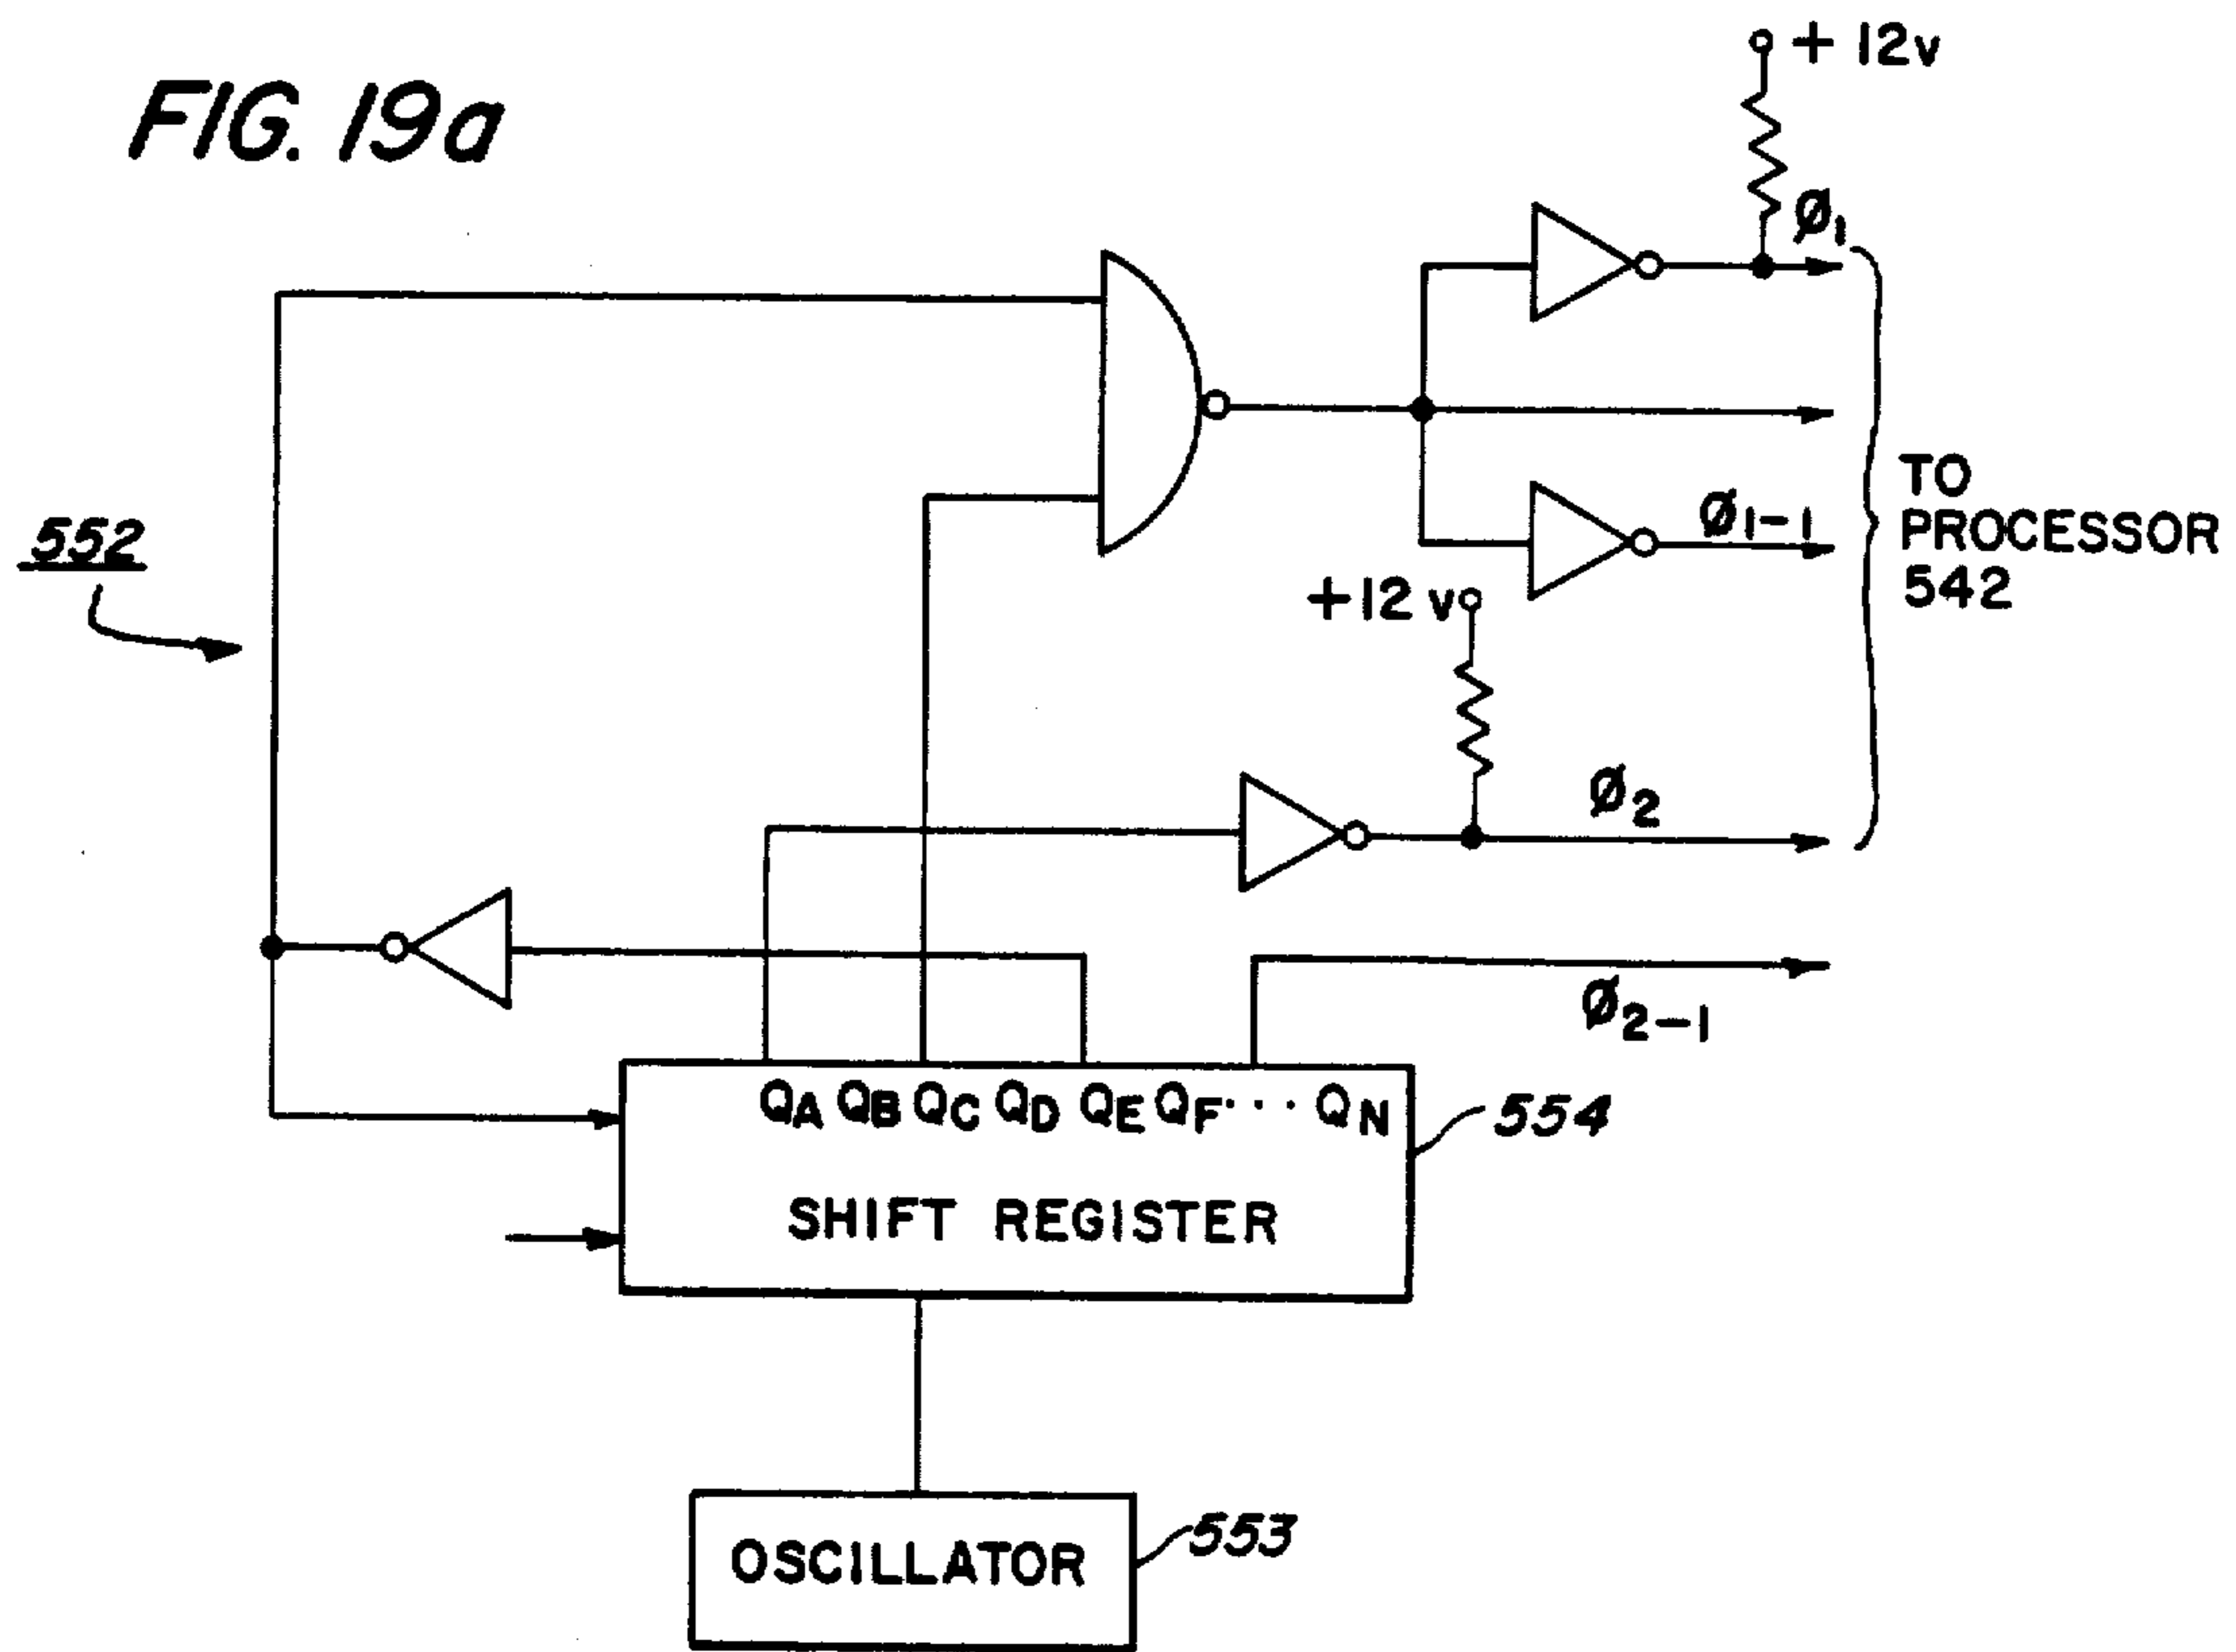 FIG. 19a
+ 12v
Ø1
552
Ø1-1
TO
PROCESSOR
542
+12 v
Ø2
Ø2-1
QA QB QC QD QE QF... QN
554
SHIFT REGISTER
OSCILLATOR
553